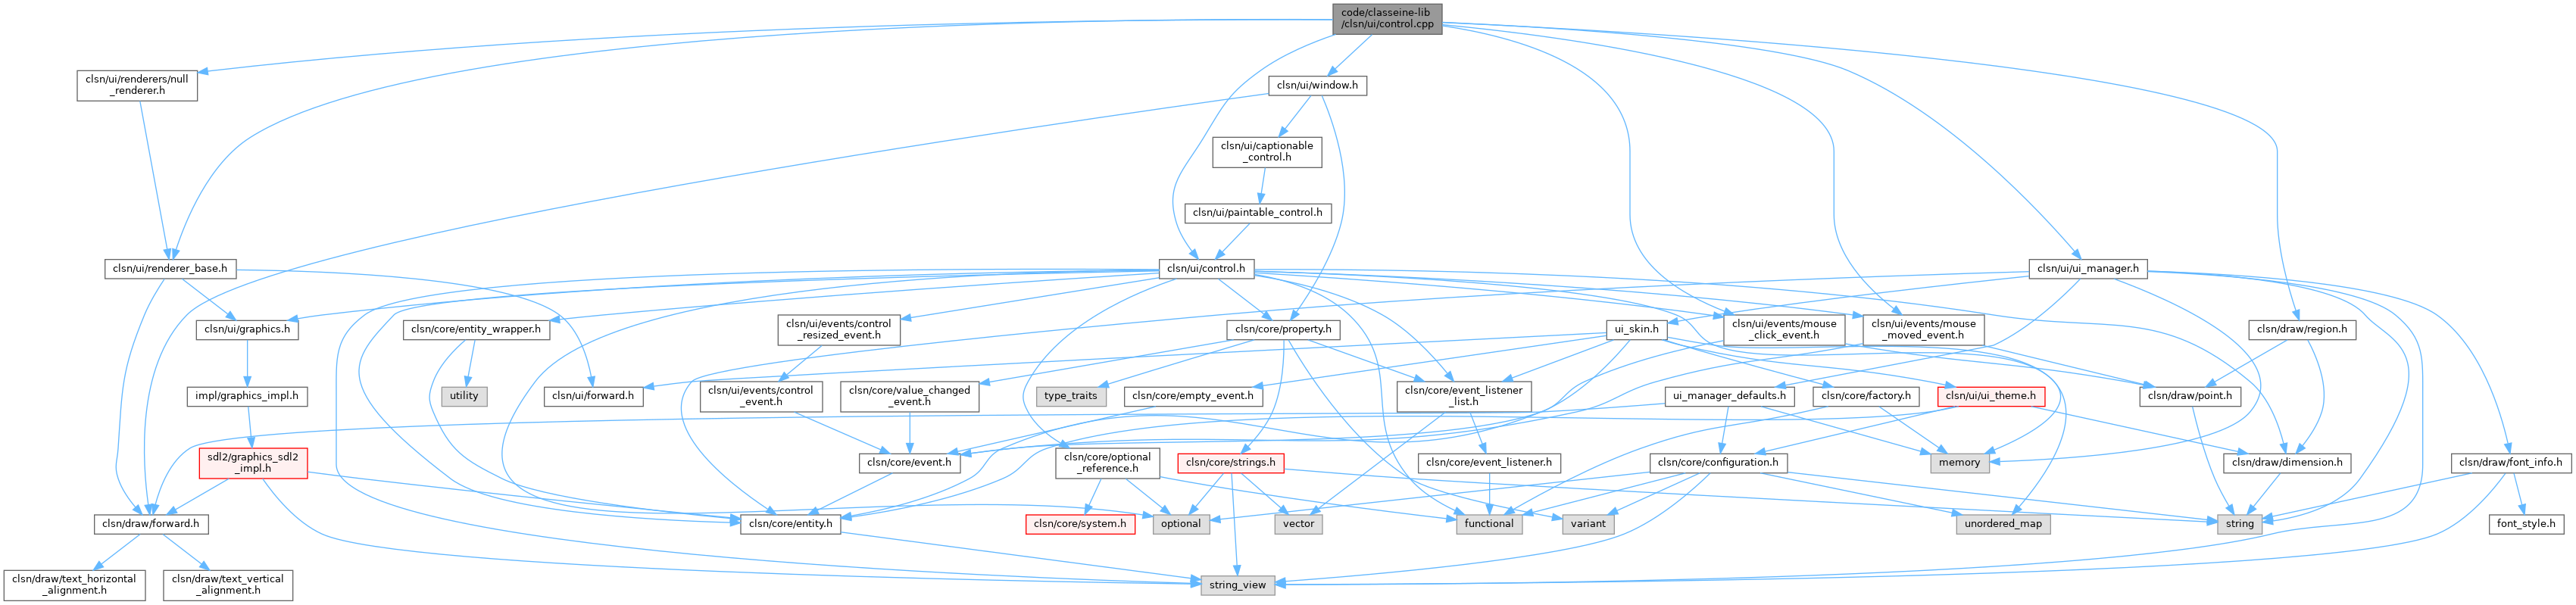 code/classeine-lib
/clsn/ui/control.cpp
clsn/ui/renderers/null
_renderer.h
clsn/ui/window.h
clsn/ui/captionable
_control.h
clsn/ui/paintable_control.h
clsn/ui/renderer_base.h
clsn/ui/control.h
clsn/ui/ui_manager.h
clsn/ui/graphics.h
clsn/core/entity_wrapper.h
clsn/ui/events/control
_resized_event.h
clsn/core/property.h
ui_skin.h
clsn/ui/events/mouse
_click_event.h
clsn/ui/events/mouse
_moved_event.h
clsn/draw/region.h
impl/graphics_impl.h
utility
clsn/ui/forward.h
clsn/ui/events/control
_event.h
clsn/core/value_changed
_event.h
type_traits
clsn/core/empty_event.h
clsn/core/event_listener
_list.h
ui_manager_defaults.h
clsn/core/factory.h
clsn/ui/ui_theme.h
clsn/draw/point.h
sdl2/graphics_sdl2
_impl.h
clsn/core/event.h
clsn/core/optional
_reference.h
clsn/core/strings.h
clsn/core/event_listener.h
clsn/core/configuration.h
memory
clsn/draw/dimension.h
clsn/draw/font_info.h
clsn/draw/forward.h
clsn/core/entity.h
clsn/core/system.h
optional
vector
functional
variant
unordered_map
string
font_style.h
clsn/draw/text_horizontal
_alignment.h
clsn/draw/text_vertical
_alignment.h
string_view